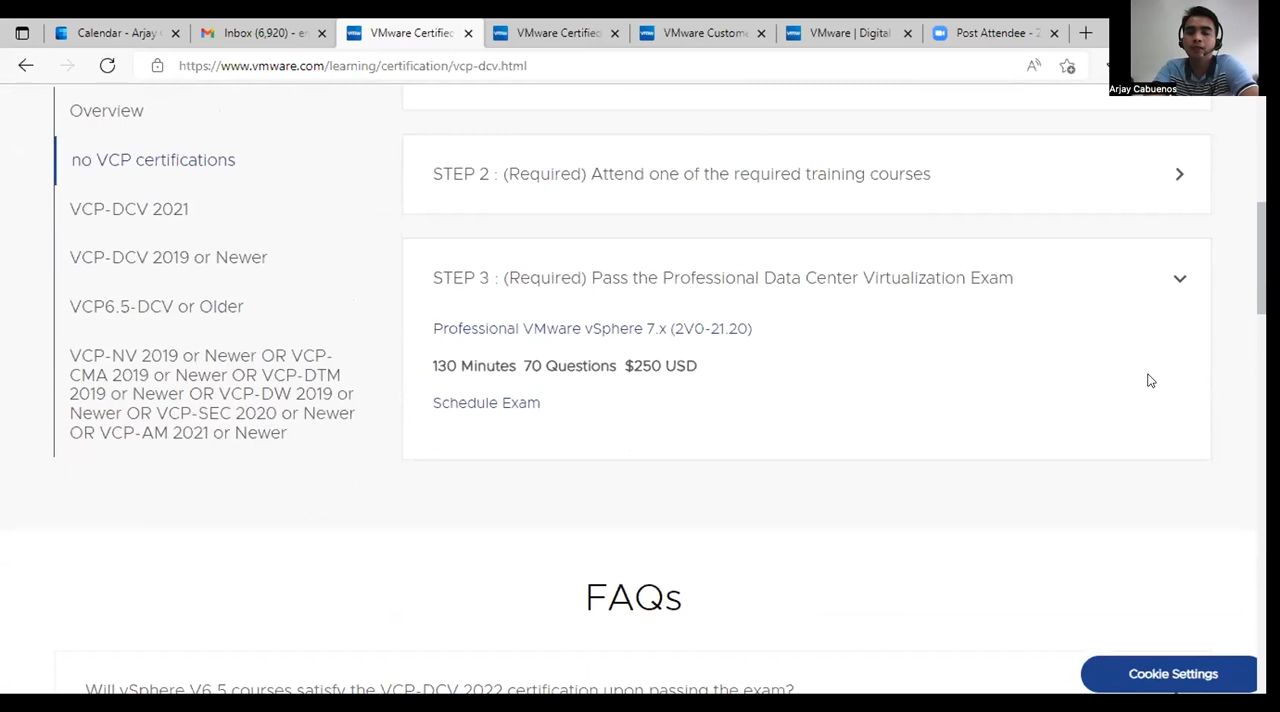 Calendar - Arjay
Inbox (6,920) - er
VMware Certifiec
VMware Certified
VMware Custome
VMware | Digital
Post Attendee - 2
https://www.vmware.com/learning/certification/vcp-dcv.html
Arjay Cabuenos
Overview
no VCP certifications
VCP-DCV 2021
VCP-DCV 2019 or Newer
VCP6.5-DCV or Older
VCP-NV 2019 or Newer OR VCP-
CMA 2019 or Newer OR VCP-DTM
2019 or Newer OR VCP-DW 2019 or
Newer OR VCP-SEC 2020 or Newer
OR VCP-AM 2021 or Newer
STEP 2 : (Required) Attend one of the required training courses
STEP 3 : (Required) Pass the Professional Data Center Virtualization Exam
Professional VMware vSphere 7.x (2V0-21.20)
130 Minutes 70 Questions $250 USD
Schedule Exam
FAQs
Will vSphere V6.5 courses satisfy the VCP-DCV 2022 certification upon passing the exam?
Cookie Settings